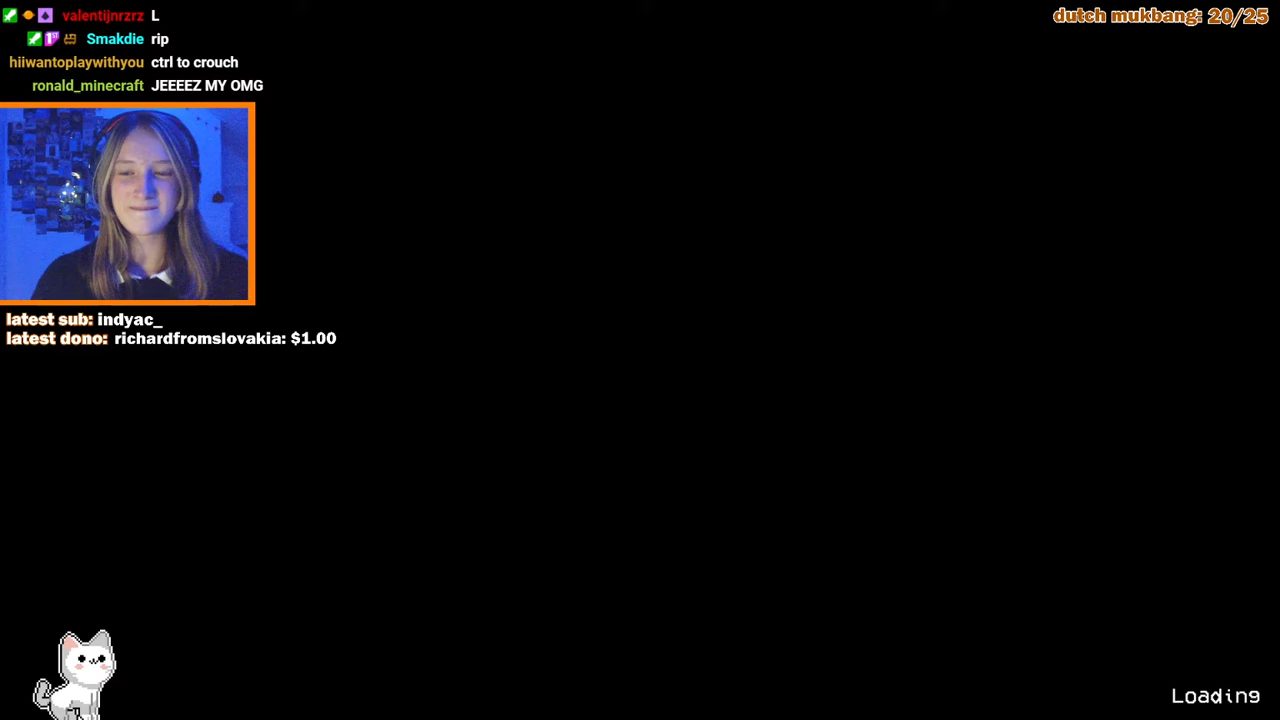 valentijnrzrz L
Smakdie rip
hiiwantoplaywithyou ctrl to crouch
ronald_minecraft JEEEEZ MY OMG
dutch mukbang: 20/25
latest sub: indyac_
latest dono: richardfromslovakia: $1.00
Loading